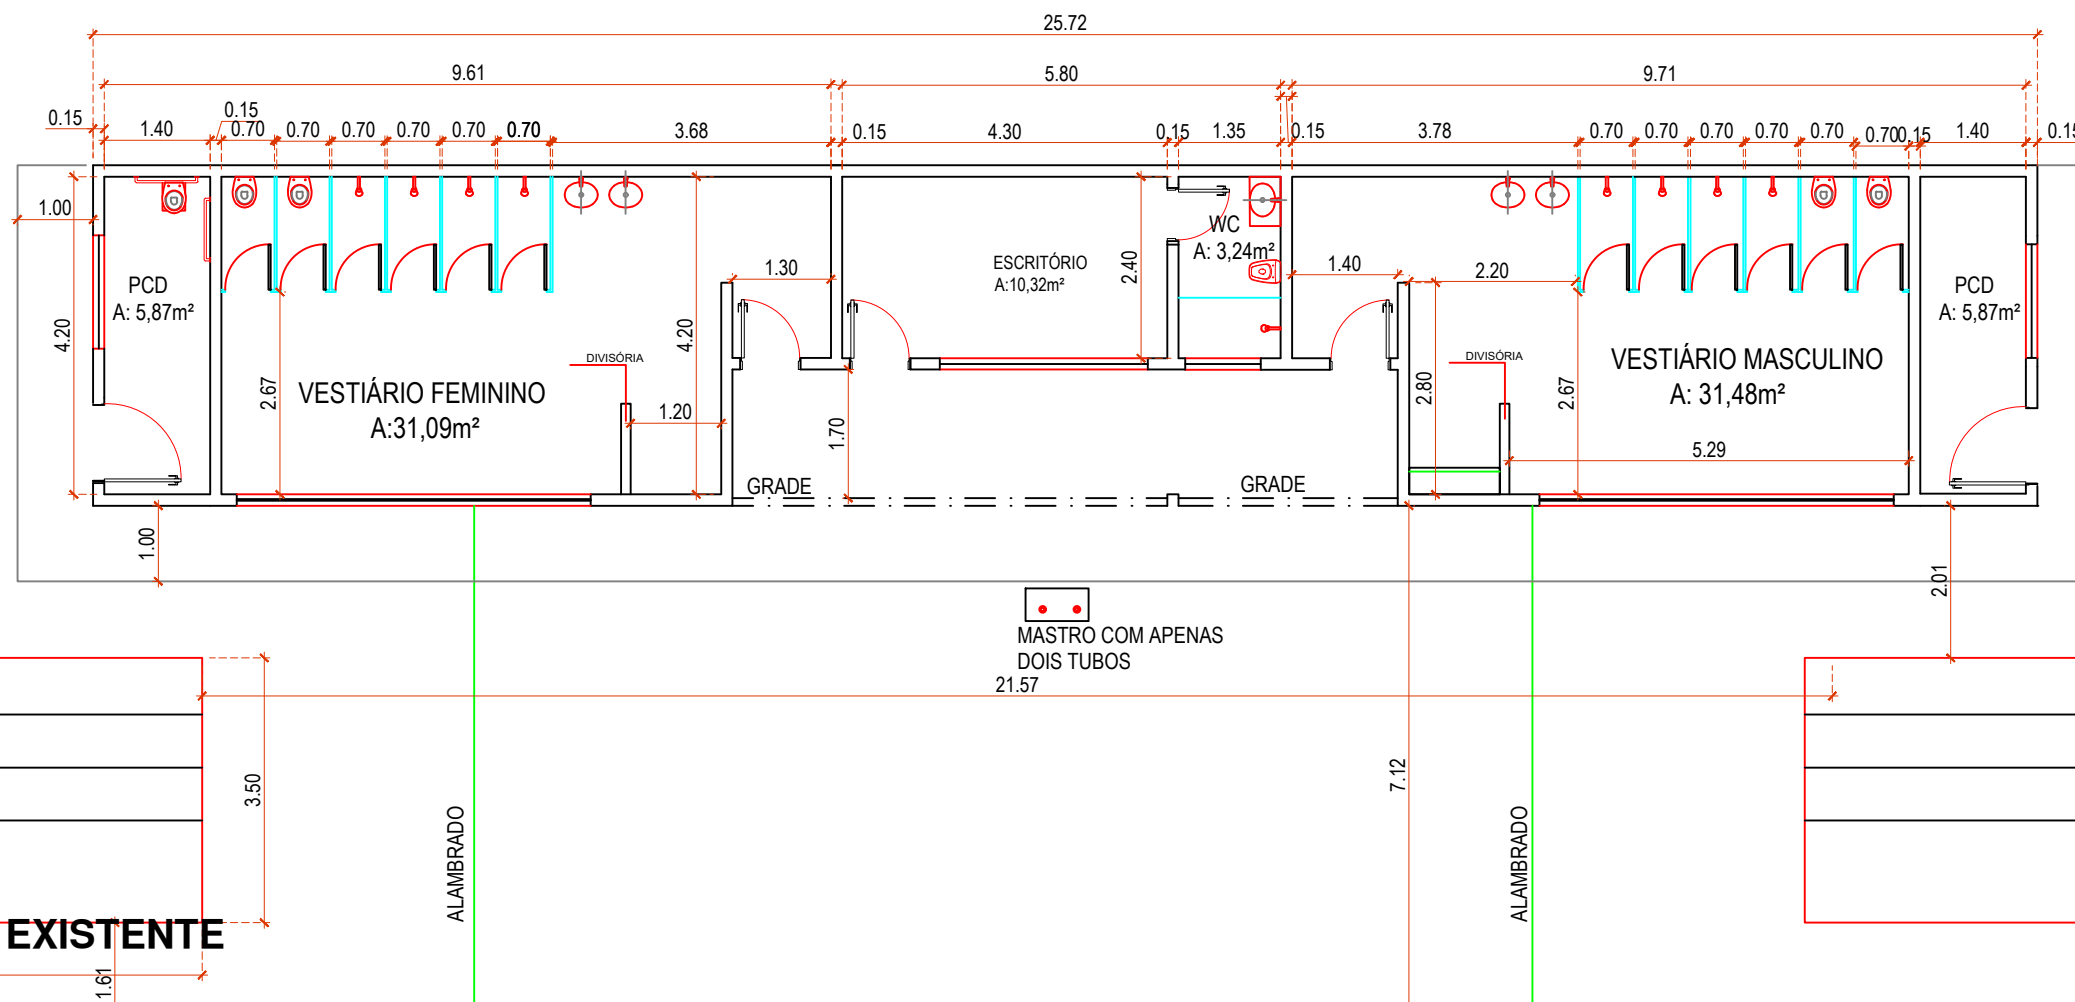 25.72
9.61
5.80
9.71
0.15
1.40
0.15
0.70
0.70
0.70
0.70
0.70
0.70
3.68
0.15
4.30
0.15
1.35
0.15
3.78
0.70
0.70
0.70
0.70
0.70
0.70
0.15
1.40
0.15
1.00
4.20
PCD
A: 5,87m²
2.67
VESTIÁRIO FEMININO
A:31,09m²
DIVISÓRIA
1.20
4.20
1.30
1.70
GRADE
ESCRITÓRIO
A:10,32m²
2.40
WC
A: 3,24m²
1.40
GRADE
2.20
2.80
DIVISÓRIA
2.67
VESTIÁRIO MASCULINO
A: 31,48m²
5.29
PCD
A: 5,87m²
1.00
2.01
MASTRO COM APENAS
DOIS TUBOS
21.57
3.50
7.12
ALAMBRADO
ALAMBRADO
EXISTENTE
1.61